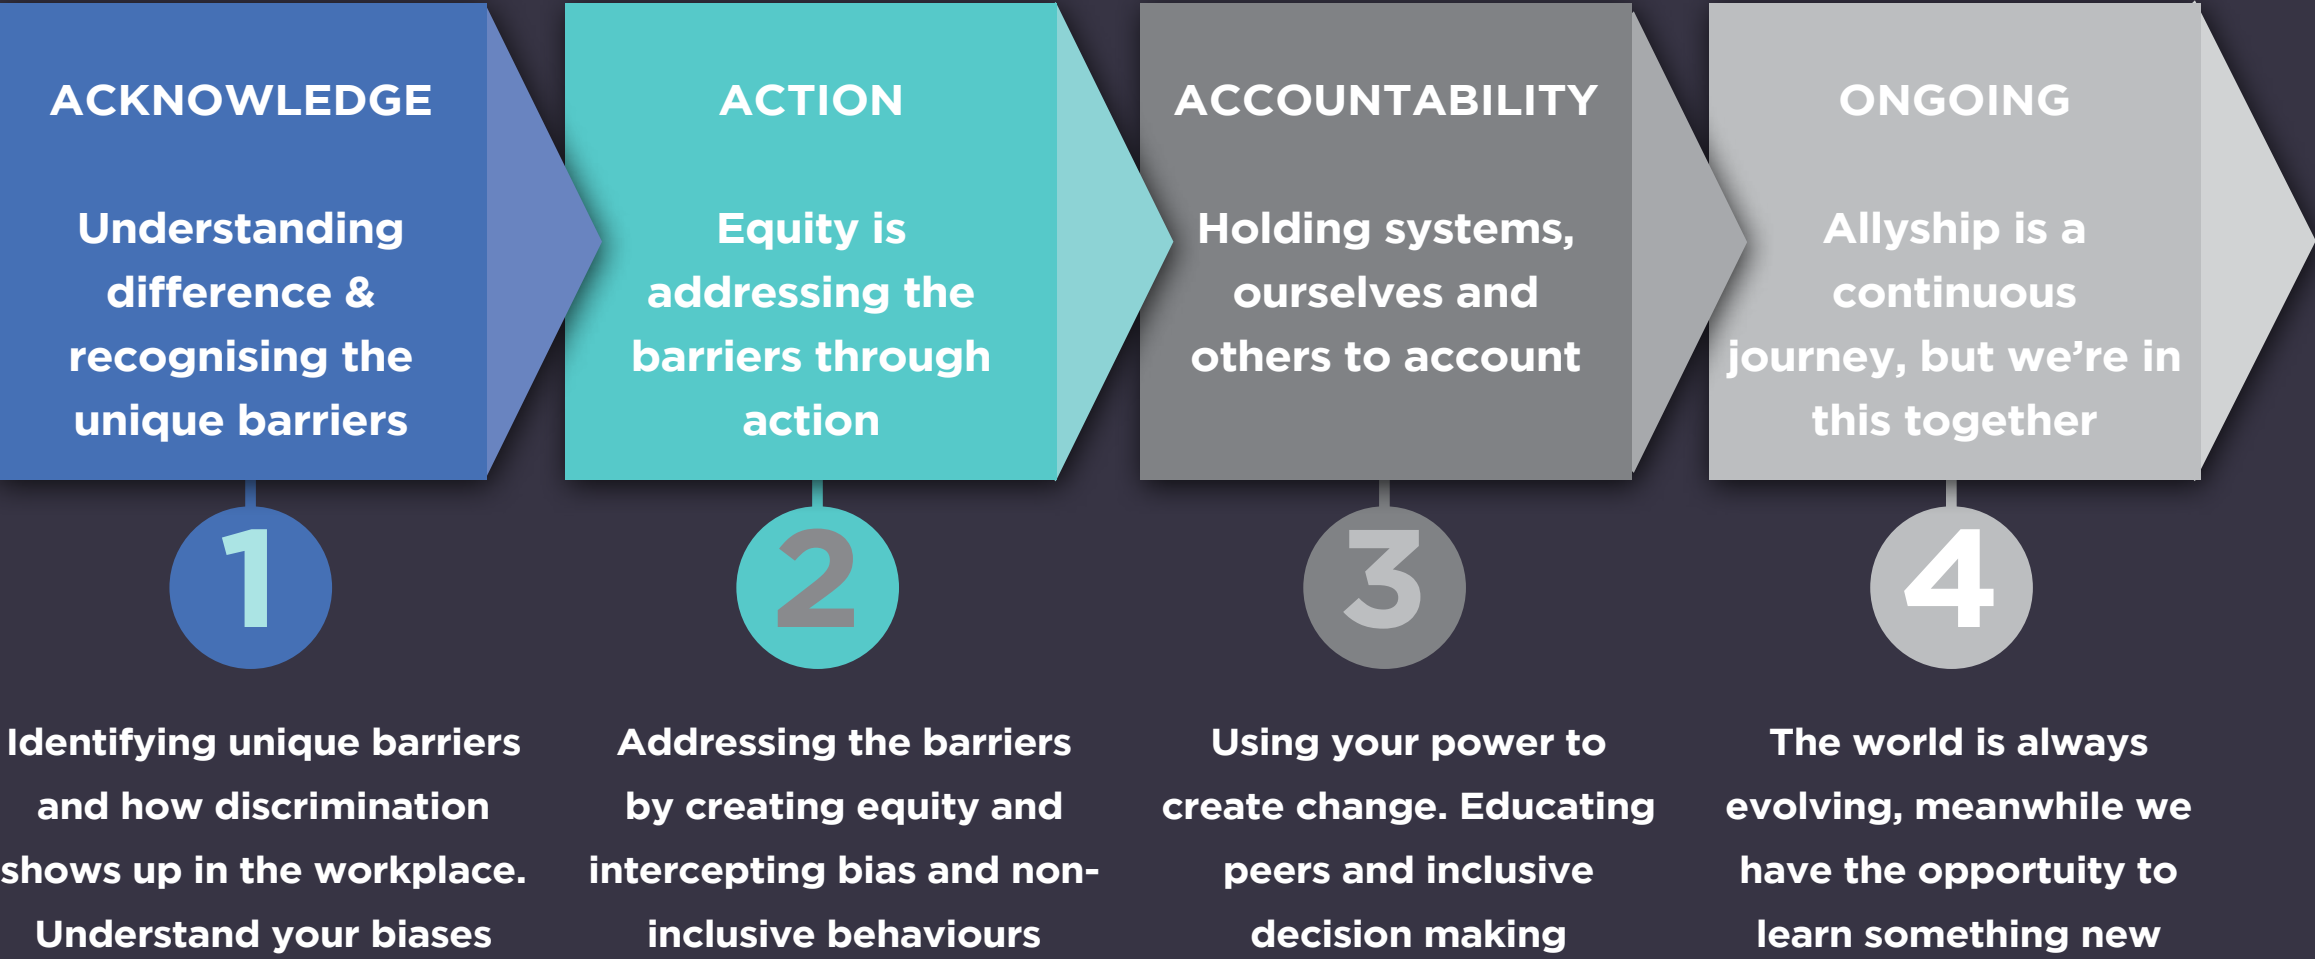 ACKNOWLEDGE
Understanding
difference &
recognising the
unique barriers
ACTION
Equity is
addressing the
barriers through
action
ACCOUNTABILITY
Holding systems,
ourselves and
others to account
ONGOING
Allyship is a
continuous
journey, but we’re in
this together
1
Identifying unique barriers
and how discrimination
shows up in the workplace.
Understand your biases
2
Addressing the barriers
by creating equity and
intercepting bias and non-
inclusive behaviours
3
Using your power to
create change. Educating
peers and inclusive
decision making
4
The world is always
evolving, meanwhile we
have the opportuity to
learn something new